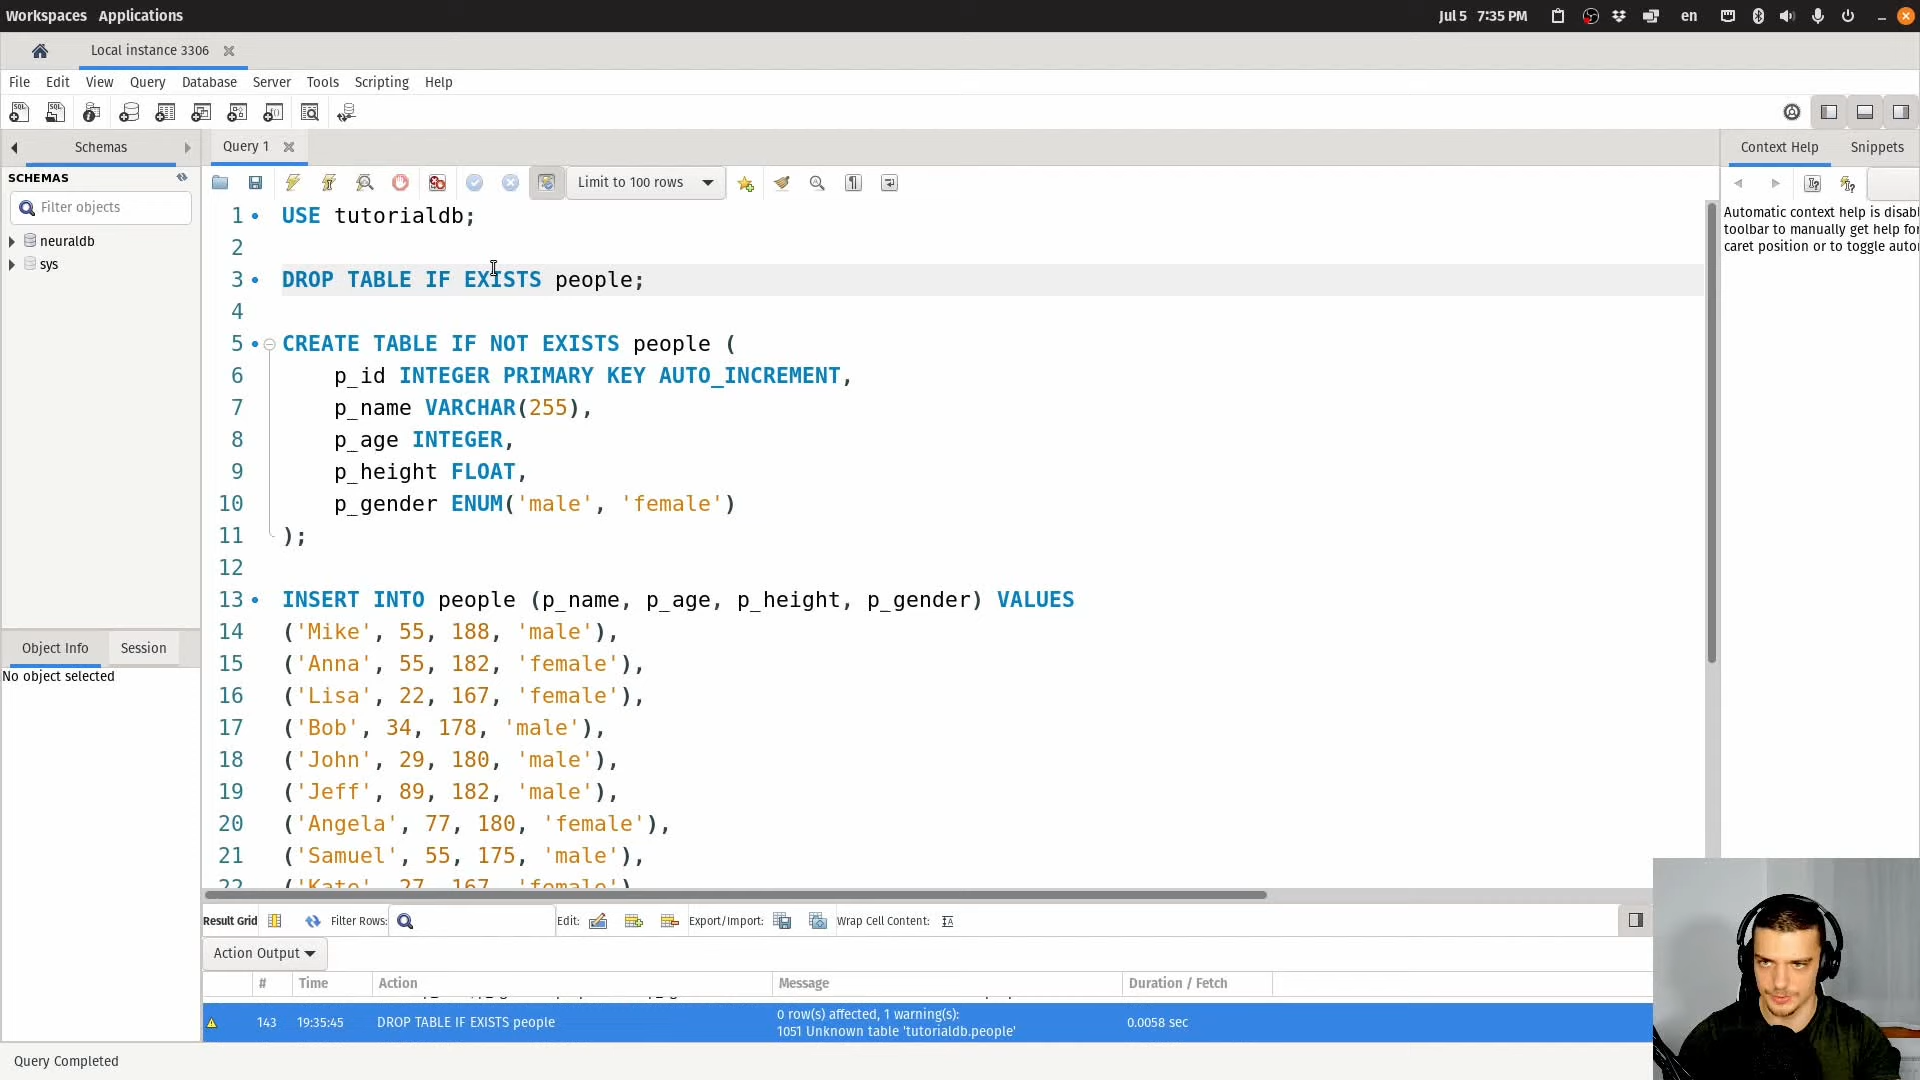 Workspaces Applications
Jul 5 7:35 PM
en
Local instance 3306
File Edit View Query Database Server Tools Scripting Help
Schemas
Query 1
Context Help Snippets
SCHEMAS
Limit to 100 rows
Filter objects
neuraldb
sys
1 USE tutorialdb;
2
3 DROP TABLE IF EXISTS people;
4
5 CREATE TABLE IF NOT EXISTS people (
6 p_id INTEGER PRIMARY KEY AUTO_INCREMENT,
7 p_name VARCHAR(255),
8 p_age INTEGER,
9 p_height FLOAT,
10 p_gender ENUM('male', 'female')
11 );
12
13 INSERT INTO people (p_name, p_age, p_height, p_gender) VALUES
14 ('Mike', 55, 188, 'male'),
15 ('Anna', 55, 182, 'female'),
16 ('Lisa', 22, 167, 'female'),
17 ('Bob', 34, 178, 'male'),
18 ('John', 29, 180, 'male'),
19 ('Jeff', 89, 182, 'male'),
20 ('Angela', 77, 180, 'female'),
21 ('Samuel', 55, 175, 'male'),
22 ('Kate', 27, 167, 'female')
Automatic context help is disab
toolbar to manually get help for
caret position or to toggle auto
Object Info Session
No object selected
Result Grid Filter Rows: Edit: Export/Import: Wrap Cell Content:
Action Output
# Time Action Message Duration / Fetch
143 19:35:45 DROP TABLE IF EXISTS people 0 row(s) affected, 1 warning(s): 0.0058 sec
1051 Unknown table 'tutorialdb.people'
Query Completed